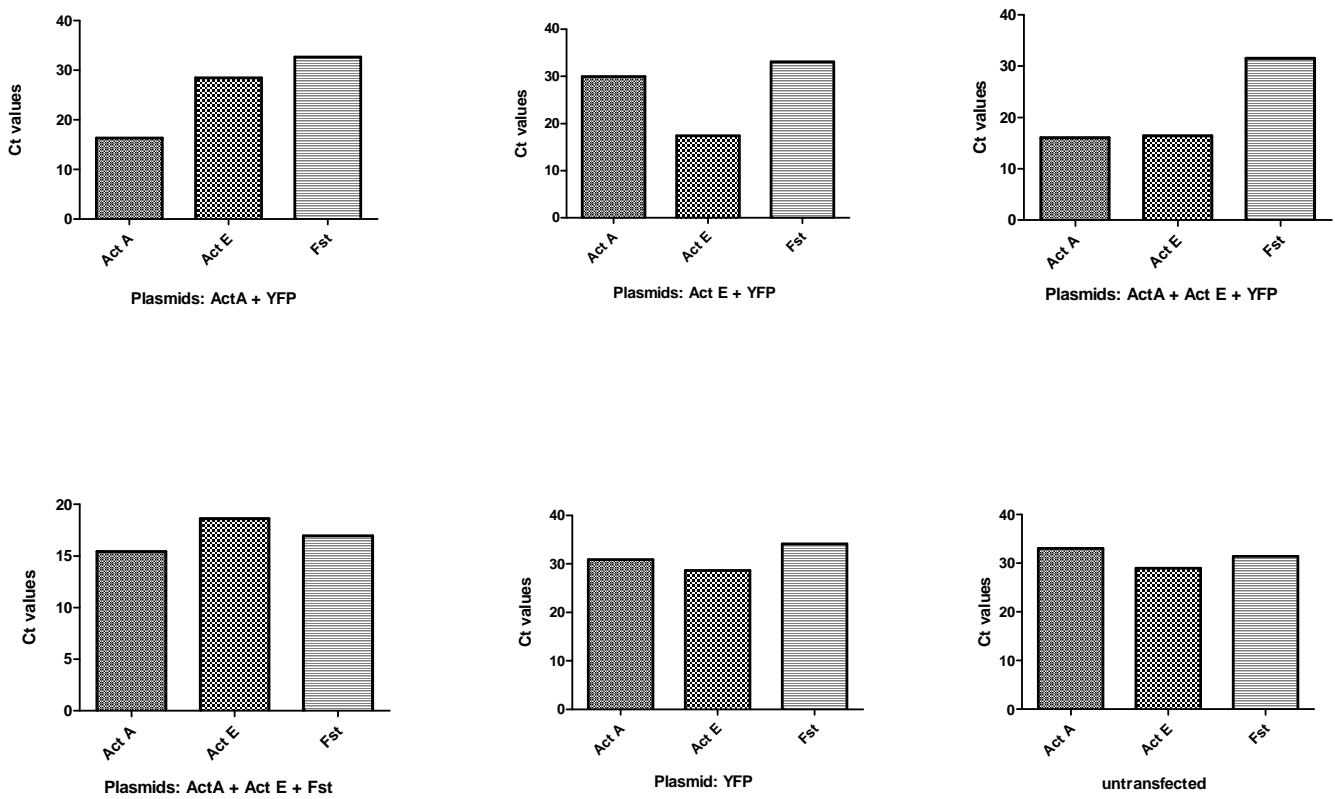 40
30
20
10
0
Ct values
Act A
Act E
Fst
Plasmids: ActA + YFP
40
30
20
10
0
Ct values
Act A
Act E
Fst
Plasmids: Act E + YFP
40
30
20
10
0
Ct values
Act A
Act E
Fst
Plasmids: ActA + Act E + YFP
20
15
10
5
0
Ct values
Act A
Act E
Fst
Plasmids: ActA + Act E + Fst
40
30
20
10
0
Ct values
Act A
Act E
Fst
Plasmid: YFP
40
30
20
10
0
Ct values
Act A
Act E
Fst
untransfected